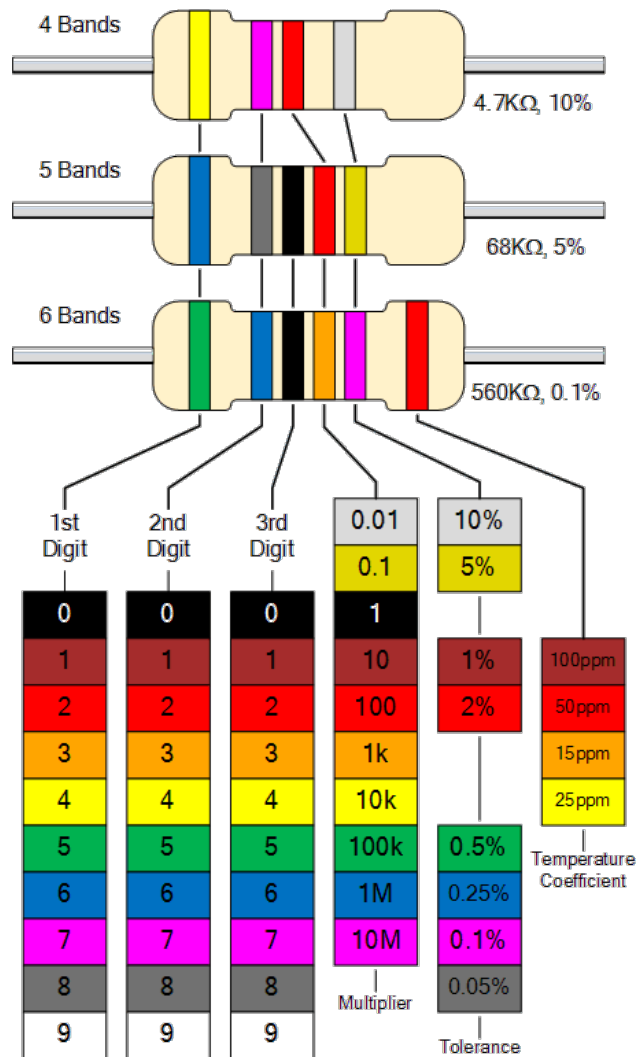 4 Bands
4.7KΩ, 10%
5 Bands
68KΩ, 5%
6 Bands
560KΩ, 0.1%
1st
Digit
2nd
Digit
3rd
Digit
0.01 10%
0.1 5%
0 0 0 1
1 1 1 10 1% 100ppm
2 2 2 100 2% 50ppm
3 3 3 1k 15ppm
4 4 4 10k 25ppm
5 5 5 100k 0.5%
Temperature
Coefficient
6 6 6 1M 0.25%
7 7 7 10M 0.1%
8 8 8 0.05%
Multiplier
9 9 9
Tolerance